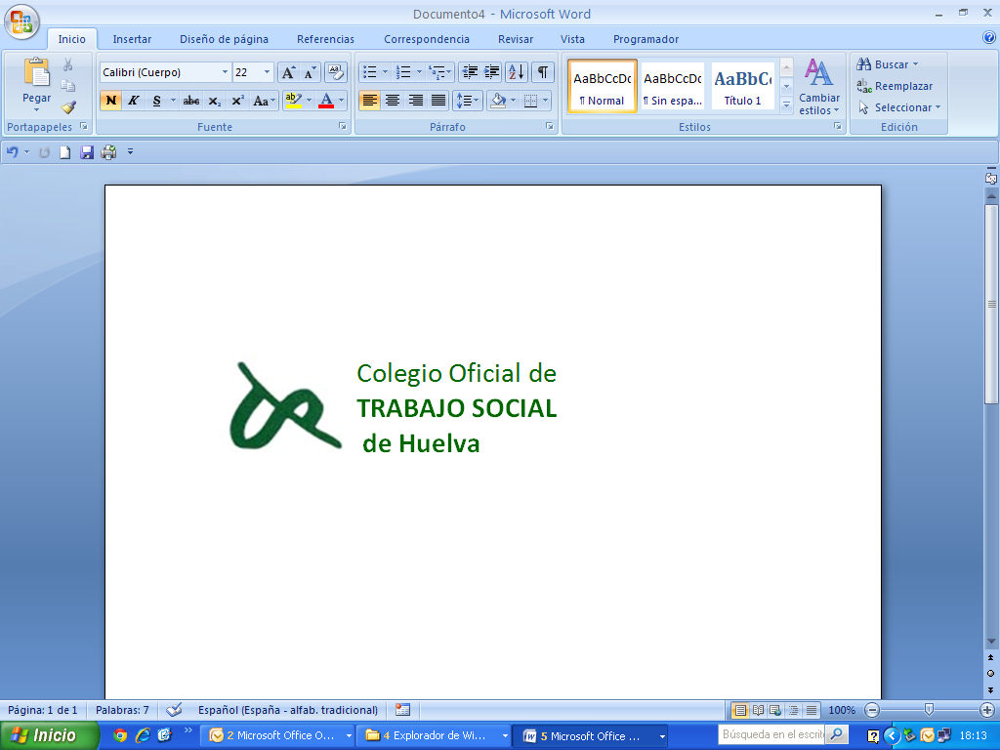 Documento4 - Microsoft Word
Inicio Insertar Diseño de página Referencias Correspondencia Revisar Vista Programador
Pegar
Portapapeles
Calibri (Cuerpo) 22
N K S abc x₂ x² Aa
Fuente
Párrafo
AaBbCcDc AaBbCcDc AaBbC
¶ Normal ¶ Sin espa... Título 1
Cambiar
estilos
Estilos
Buscar
Reemplazar
Seleccionar
Edición
Colegio Oficial de
TRABAJO SOCIAL
de Huelva
Página: 1 de 1 Palabras: 7 Español (España - alfab. tradicional) 100%
Inicio 2 Microsoft Office O... 4 Explorador de Wi... 5 Microsoft Office ... Búsqueda en el escrit 18:13